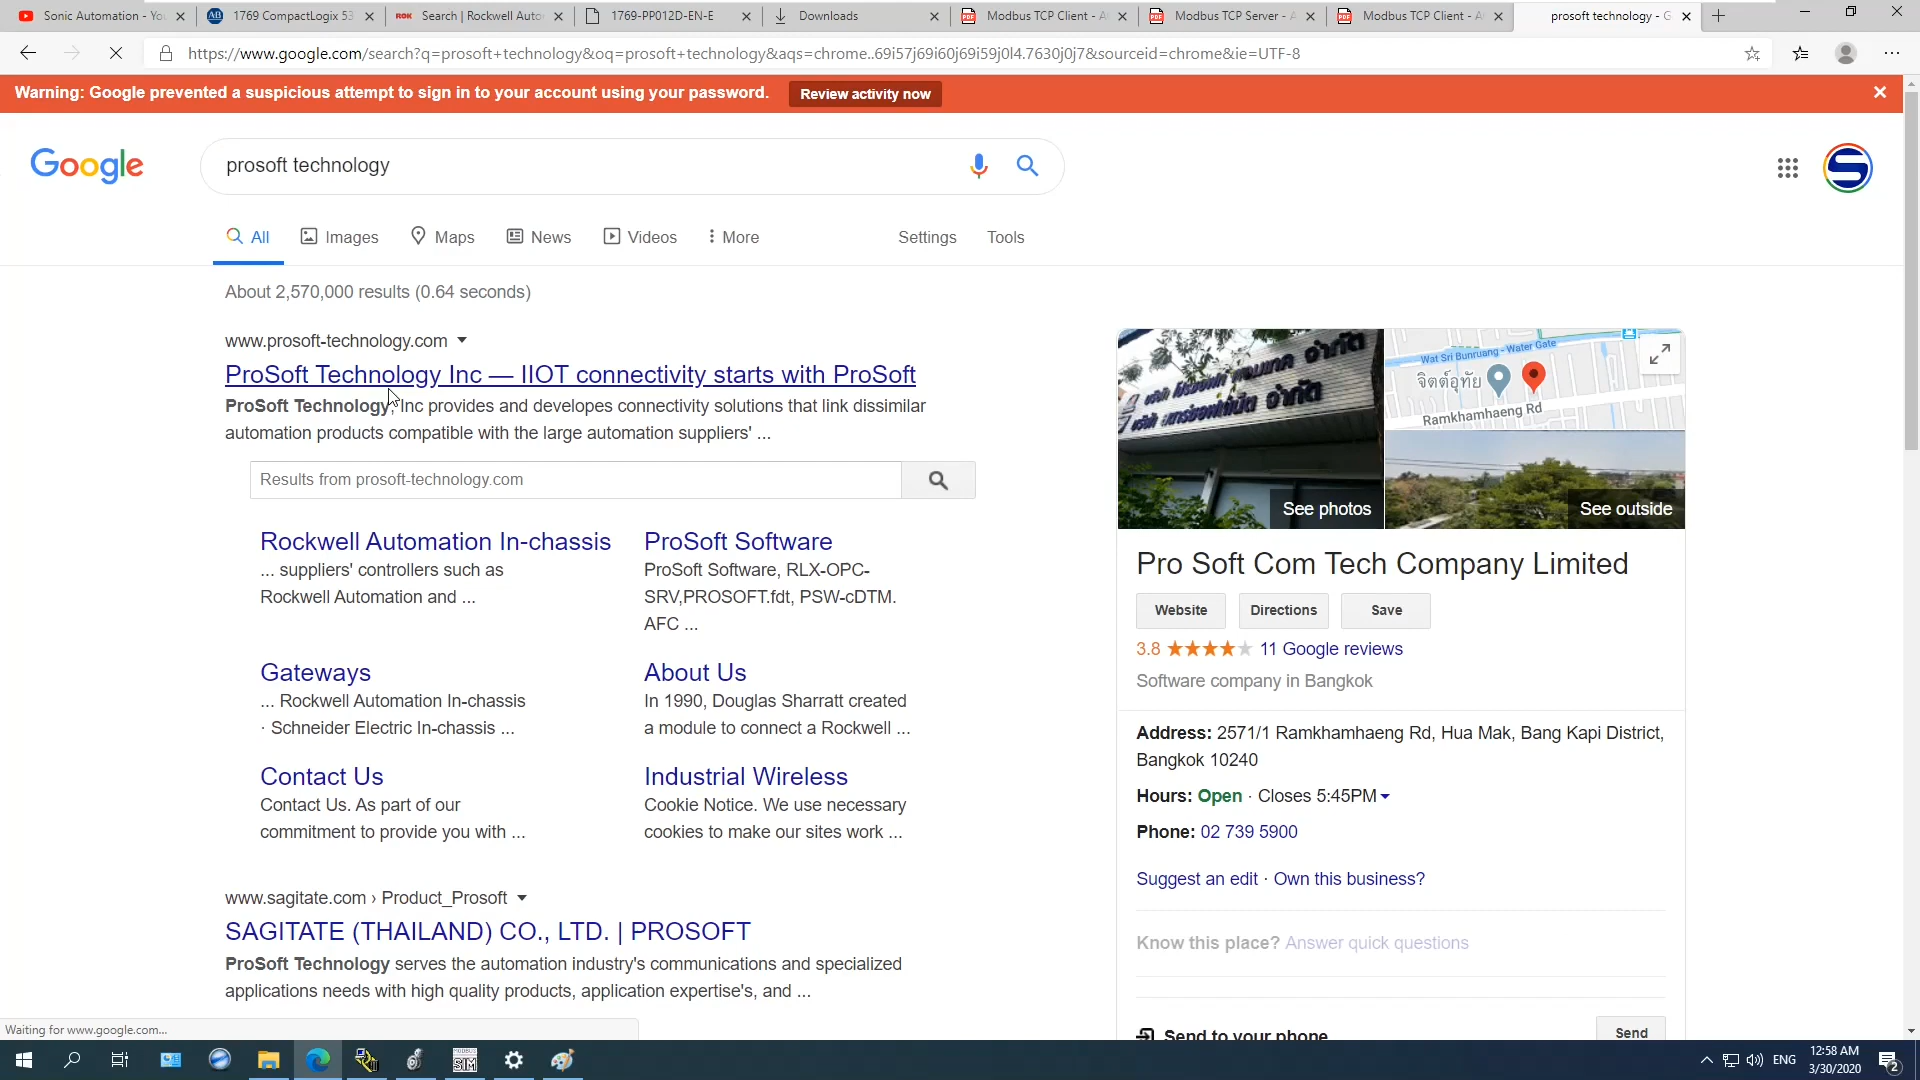 Sonic Automation - Yo
1769 CompactLogix 53
Search | Rockwell Auto
1769-PP012D-EN-E
Downloads
Modbus TCP Client - A
Modbus TCP Server - A
Modbus TCP Client - A
prosoft technology - G
https://www.google.com/search?q=prosoft+technology&oq=prosoft+technology&aqs=chrome..69i57j69i60j69i59j0l4.7630j0j7&sourceid=chrome&ie=UTF-8
Warning: Google prevented a suspicious attempt to sign in to your account using your password.
Review activity now
Google
prosoft technology
All
Images
Maps
News
Videos
More
Settings
Tools
About 2,570,000 results (0.64 seconds)
www.prosoft-technology.com
ProSoft Technology Inc — IIOT connectivity starts with ProSoft
ProSoft Technology, Inc provides and developes connectivity solutions that link dissimilar
automation products compatible with the large automation suppliers' ...
Results from prosoft-technology.com
Rockwell Automation In-chassis
... suppliers' controllers such as
Rockwell Automation and ...
ProSoft Software
ProSoft Software, RLX-OPC-
SRV,PROSOFT.fdt, PSW-cDTM.
AFC ...
Gateways
... Rockwell Automation In-chassis
· Schneider Electric In-chassis ...
About Us
In 1990, Douglas Sharratt created
a module to connect a Rockwell ...
Contact Us
Contact Us. As part of our
commitment to provide you with ...
Industrial Wireless
Cookie Notice. We use necessary
cookies to make our sites work ...
www.sagitate.com › Product_Prosoft
SAGITATE (THAILAND) CO., LTD. | PROSOFT
ProSoft Technology serves the automation industry's communications and specialized
applications needs with high quality products, application expertise's, and ...
Wat Sri Bunruang - Water Gate
จิตต์อุทัย
Ramkhamhaeng Rd
See photos
See outside
Pro Soft Com Tech Company Limited
Website
Directions
Save
3.8
11 Google reviews
Software company in Bangkok
Address: 2571/1 Ramkhamhaeng Rd, Hua Mak, Bang Kapi District,
Bangkok 10240
Hours: Open · Closes 5:45PM
Phone: 02 739 5900
Suggest an edit · Own this business?
Know this place? Answer quick questions
Send to your phone
Send
Waiting for www.google.com...
ENG
12:58 AM
3/30/2020
2